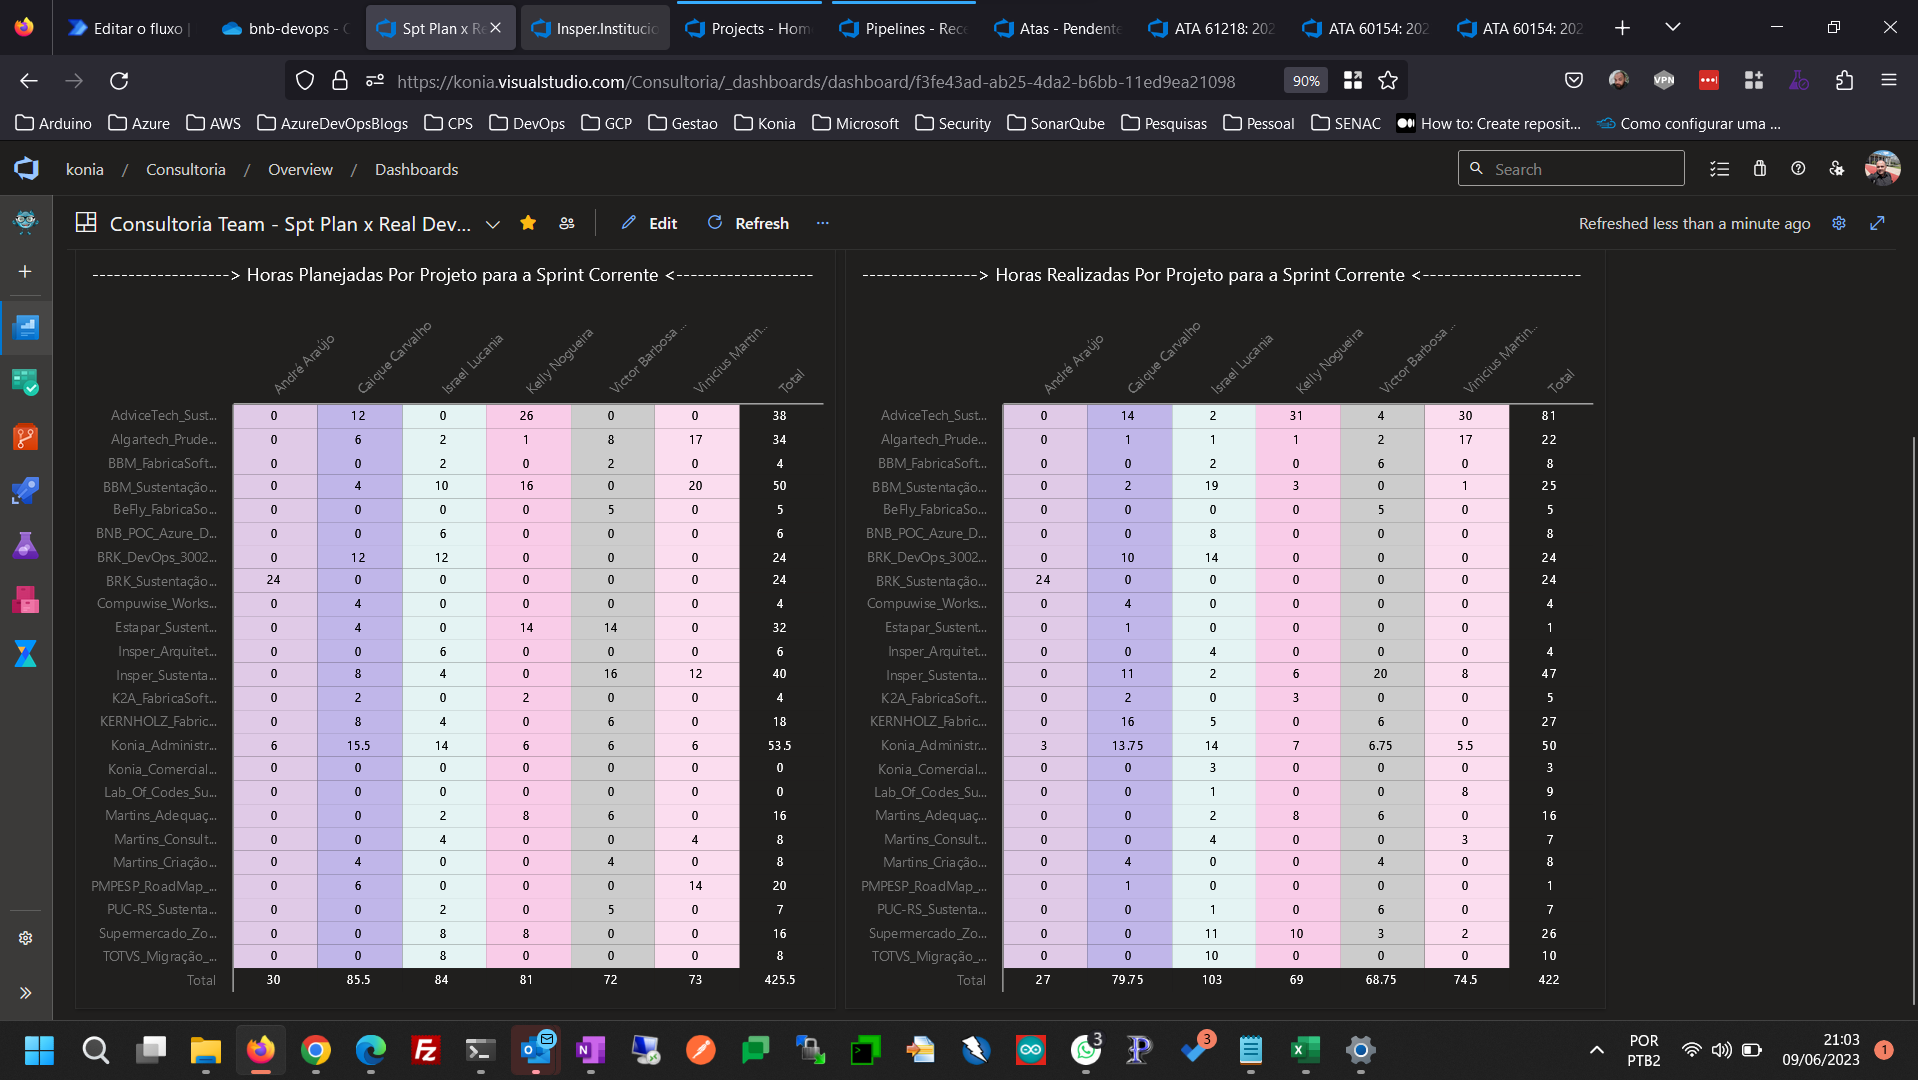 Editar o fluxo |
bnb-devops - C
Spt Plan x Re
Insper.Institucio
Projects - Hom
Pipelines - Rece
Atas - Pendente
ATA 61218: 202
ATA 60154: 202
ATA 60154: 202
https://konia.visualstudio.com/Consultoria/_dashboards/dashboard/f3fe43ad-ab25-4da2-b6bb-11ed9ea21098
90%
VPN
Arduino Azure AWS AzureDevOpsBlogs CPS DevOps GCP Gestao Konia Microsoft Security SonarQube Pesquisas Pessoal SENAC How to: Create reposit... Como configurar uma ...
konia / Consultoria / Overview / Dashboards
Search
Consultoria Team - Spt Plan x Real Dev...
Edit
Refresh
Refreshed less than a minute ago
-------------------> Horas Planejadas Por Projeto para a Sprint Corrente <-------------------
André Araújo Caique Carvalho Israel Lucania Kelly Nogueira Victor Barbosa ... Vinicius Martin... Total
AdviceTech_Sust... 0 12 0 26 0 0 38
Algartech_Prude... 0 6 2 1 8 17 34
BBM_FabricaSoft... 0 0 2 0 2 0 4
BBM_Sustentação... 0 4 10 16 0 20 50
BeFly_FabricaSo... 0 0 0 0 5 0 5
BNB_POC_Azure_D... 0 0 6 0 0 0 6
BRK_DevOps_3002... 0 12 12 0 0 0 24
BRK_Sustentação... 24 0 0 0 0 0 24
Compuwise_Works... 0 4 0 0 0 0 4
Estapar_Sustent... 0 4 0 14 14 0 32
Insper_Arquitet... 0 0 6 0 0 0 6
Insper_Sustenta... 0 8 4 0 16 12 40
K2A_FabricaSoft... 0 2 0 2 0 0 4
KERNHOLZ_Fabric... 0 8 4 0 6 0 18
Konia_Administr... 6 15.5 14 6 6 6 53.5
Konia_Comercial... 0 0 0 0 0 0 0
Lab_Of_Codes_Su... 0 0 0 0 0 0 0
Martins_Adequaç... 0 0 2 8 6 0 16
Martins_Consult... 0 0 4 0 0 4 8
Martins_Criação... 0 4 0 0 4 0 8
PMPESP_RoadMap_... 0 6 0 0 0 14 20
PUC-RS_Sustenta... 0 0 2 0 5 0 7
Supermercado_Zo... 0 0 8 8 0 0 16
TOTVS_Migração_... 0 0 8 0 0 0 8
Total 30 85.5 84 81 72 73 425.5
----------------> Horas Realizadas Por Projeto para a Sprint Corrente <----------------------
André Araújo Caique Carvalho Israel Lucania Kelly Nogueira Victor Barbosa ... Vinicius Martin... Total
AdviceTech_Sust... 0 14 2 31 4 30 81
Algartech_Prude... 0 1 1 1 2 17 22
BBM_FabricaSoft... 0 0 2 0 6 0 8
BBM_Sustentação... 0 2 19 3 0 1 25
BeFly_FabricaSo... 0 0 0 0 5 0 5
BNB_POC_Azure_D... 0 0 8 0 0 0 8
BRK_DevOps_3002... 0 10 14 0 0 0 24
BRK_Sustentação... 24 0 0 0 0 0 24
Compuwise_Works... 0 4 0 0 0 0 4
Estapar_Sustent... 0 1 0 0 0 0 1
Insper_Arquitet... 0 0 4 0 0 0 4
Insper_Sustenta... 0 11 2 6 20 8 47
K2A_FabricaSoft... 0 2 0 3 0 0 5
KERNHOLZ_Fabric... 0 16 5 0 6 0 27
Konia_Administr... 3 13.75 14 7 6.75 5.5 50
Konia_Comercial... 0 0 3 0 0 0 3
Lab_Of_Codes_Su... 0 0 1 0 0 8 9
Martins_Adequaç... 0 0 2 8 6 0 16
Martins_Consult... 0 0 4 0 0 3 7
Martins_Criação... 0 4 0 0 4 0 8
PMPESP_RoadMap_... 0 1 0 0 0 0 1
PUC-RS_Sustenta... 0 0 1 0 6 0 7
Supermercado_Zo... 0 0 11 10 3 2 26
TOTVS_Migração_... 0 0 10 0 0 0 10
Total 27 79.75 103 69 68.75 74.5 422
3
3
POR
PTB2
21:03
09/06/2023
1